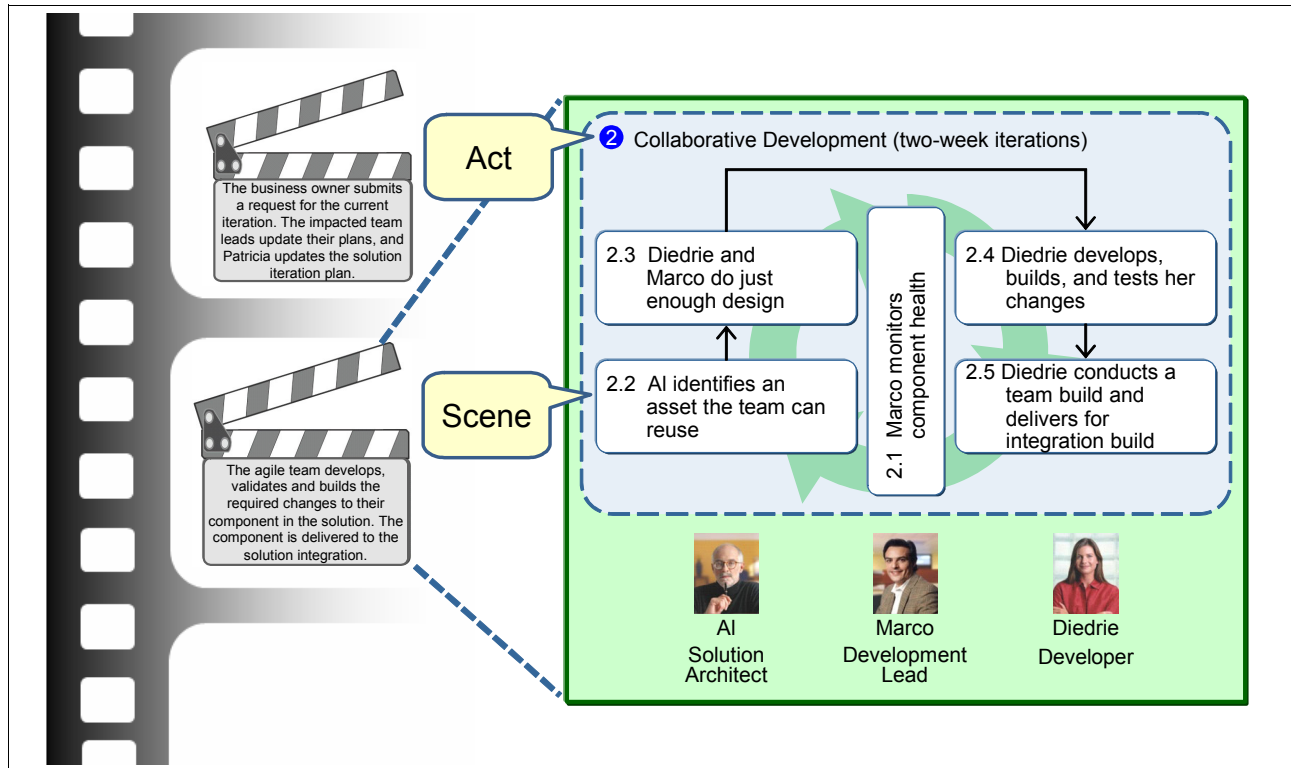 The business owner submits
a request for the current
iteration. The impacted team
leads update their plans, and
Patricia updates the solution
iteration plan.
The agile team develops,
validates and builds the
required changes to their
component in the solution. The
component is delivered to the
solution integration.
Act
Scene
2 Collaborative Development (two-week iterations)
2.3 Diedrie and
Marco do just
enough design
2.2 Al identifies an
asset the team can
reuse
2.1 Marco monitors
component health
2.4 Diedrie develops,
builds, and tests her
changes
2.5 Diedrie conducts a
team build and
delivers for
integration build
Al
Solution
Architect
Marco
Development
Lead
Diedrie
Developer